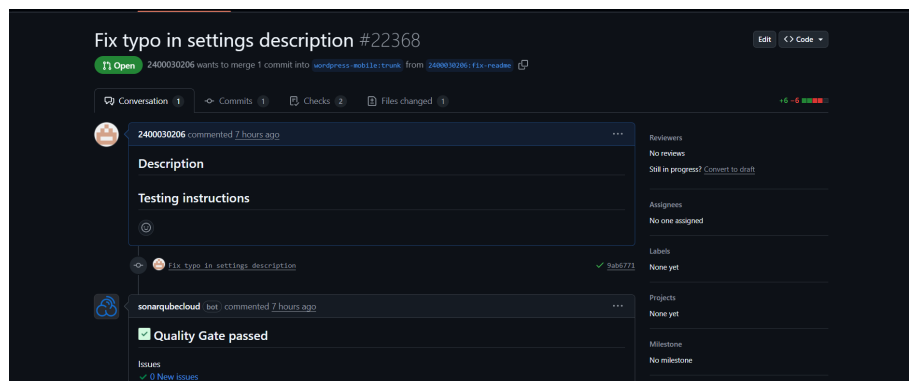 Fix typo in settings description #22368
Edit
<> Code
Open
2400030206 wants to merge 1 commit into wordpress-mobile:trunk from 2400030206:fix-readme
Conversation 1
Commits 1
Checks 2
Files changed 1
+6 −6
2400030206 commented 7 hours ago
Description
Testing instructions
Fix typo in settings description
9ab6771
sonarqubecloud bot commented 7 hours ago
Quality Gate passed
Issues
0 New issues
Reviewers
No reviews
Still in progress? Convert to draft
Assignees
No one assigned
Labels
None yet
Projects
None yet
Milestone
No milestone